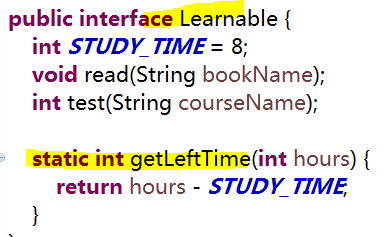 public interface Learnable {
int STUDY_TIME = 8;
void read(String bookName);
int test(String courseName);
static int getLeftTime(int hours) {
return hours - STUDY_TIME;
}